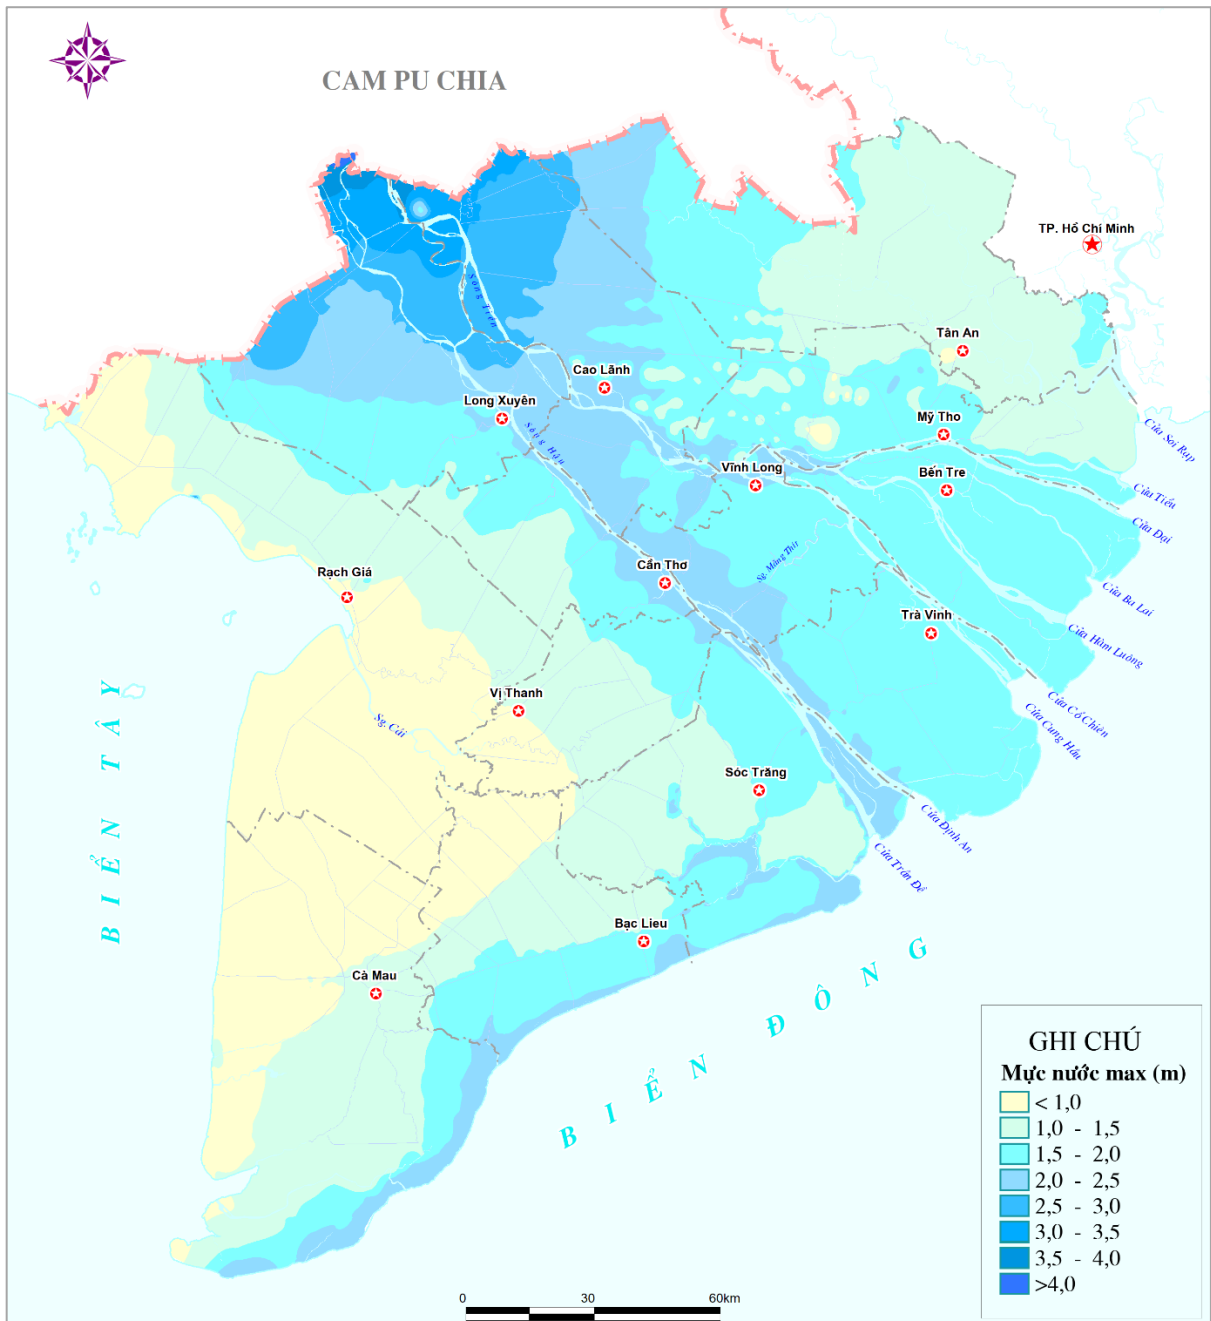 CAM PU CHIA
TP. Hồ Chí Minh
Sông Tiền
Tân An
Cao Lãnh
Long Xuyên
Sông Hậu
Mỹ Tho
Cửa Soi Rạp
Vĩnh Long
Bến Tre
Cửa Tiểu
Cửa Đại
Sg. Măng Thít
Cần Thơ
Rạch Giá
Cửa Ba Lai
Trà Vinh
Cửa Hàm Luông
Vị Thanh
Sg. Cái
Cửa Cổ Chiên
Cửa Cung Hầu
BIỂN TÂY
Sóc Trăng
Cửa Định An
Cửa Trần Đề
Bạc Lieu
Cà Mau
BIỂN ĐÔNG
GHI CHÚ
Mực nước max (m)
< 1,0
1,0 - 1,5
1,5 - 2,0
2,0 - 2,5
2,5 - 3,0
3,0 - 3,5
3,5 - 4,0
>4,0
0 30 60km